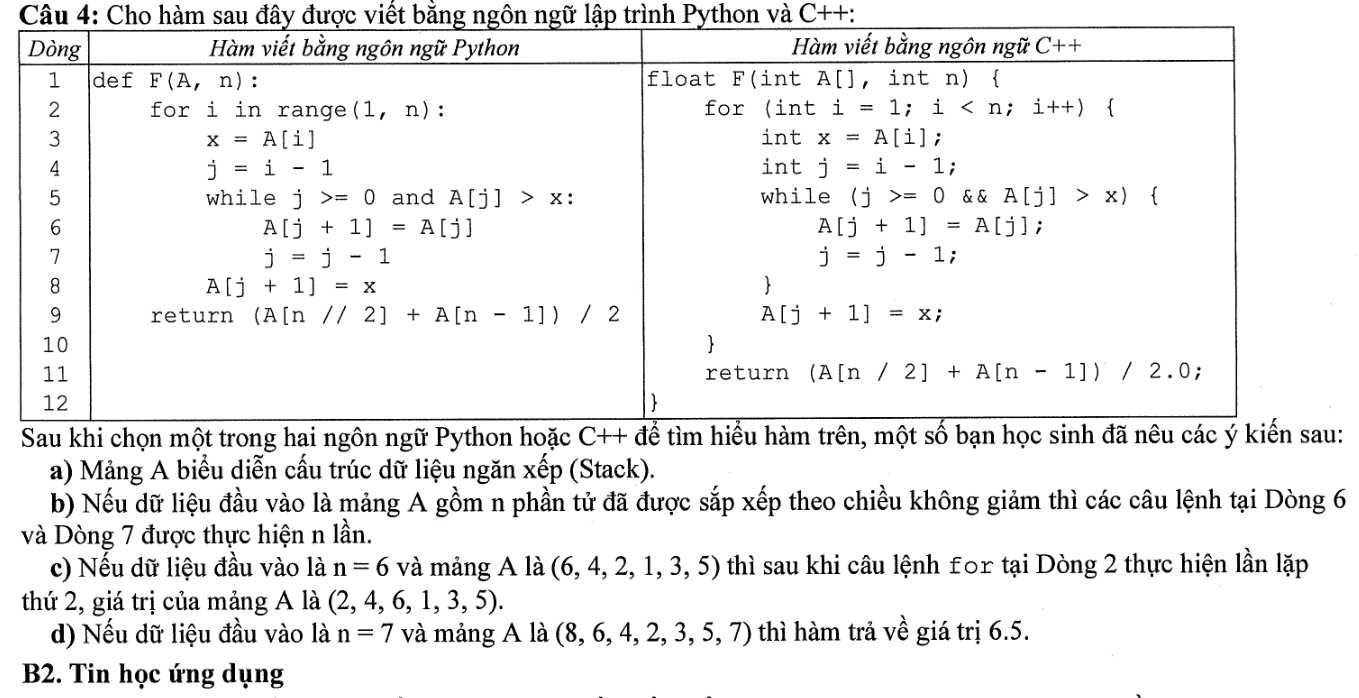 Câu 4: Cho hàm sau đây được viết bằng ngôn ngữ lập trình Python và C++:
Dòng Hàm viết bằng ngôn ngữ Python Hàm viết bằng ngôn ngữ C++
1 def F(A, n): float F(int A[], int n) {
2 for i in range(1, n): for (int i = 1; i < n; i++) {
3 x = A[i] int x = A[i];
4 j = i - 1 int j = i - 1;
5 while j >= 0 and A[j] > x: while (j >= 0 && A[j] > x) {
6 A[j + 1] = A[j] A[j + 1] = A[j];
7 j = j - 1 j = j - 1;
8 A[j + 1] = x }
9 return (A[n // 2] + A[n - 1]) / 2 A[j + 1] = x;
10 }
11 return (A[n / 2] + A[n - 1]) / 2.0;
12 }
Sau khi chọn một trong hai ngôn ngữ Python hoặc C++ để tìm hiểu hàm trên, một số bạn học sinh đã nêu các ý kiến sau:
a) Mảng A biểu diễn cấu trúc dữ liệu ngăn xếp (Stack).
b) Nếu dữ liệu đầu vào là mảng A gồm n phần tử đã được sắp xếp theo chiều không giảm thì các câu lệnh tại Dòng 6
và Dòng 7 được thực hiện n lần.
c) Nếu dữ liệu đầu vào là n = 6 và mảng A là (6, 4, 2, 1, 3, 5) thì sau khi câu lệnh for tại Dòng 2 thực hiện lần lặp
thứ 2, giá trị của mảng A là (2, 4, 6, 1, 3, 5).
d) Nếu dữ liệu đầu vào là n = 7 và mảng A là (8, 6, 4, 2, 3, 5, 7) thì hàm trả về giá trị 6.5.
B2. Tin học ứng dụng